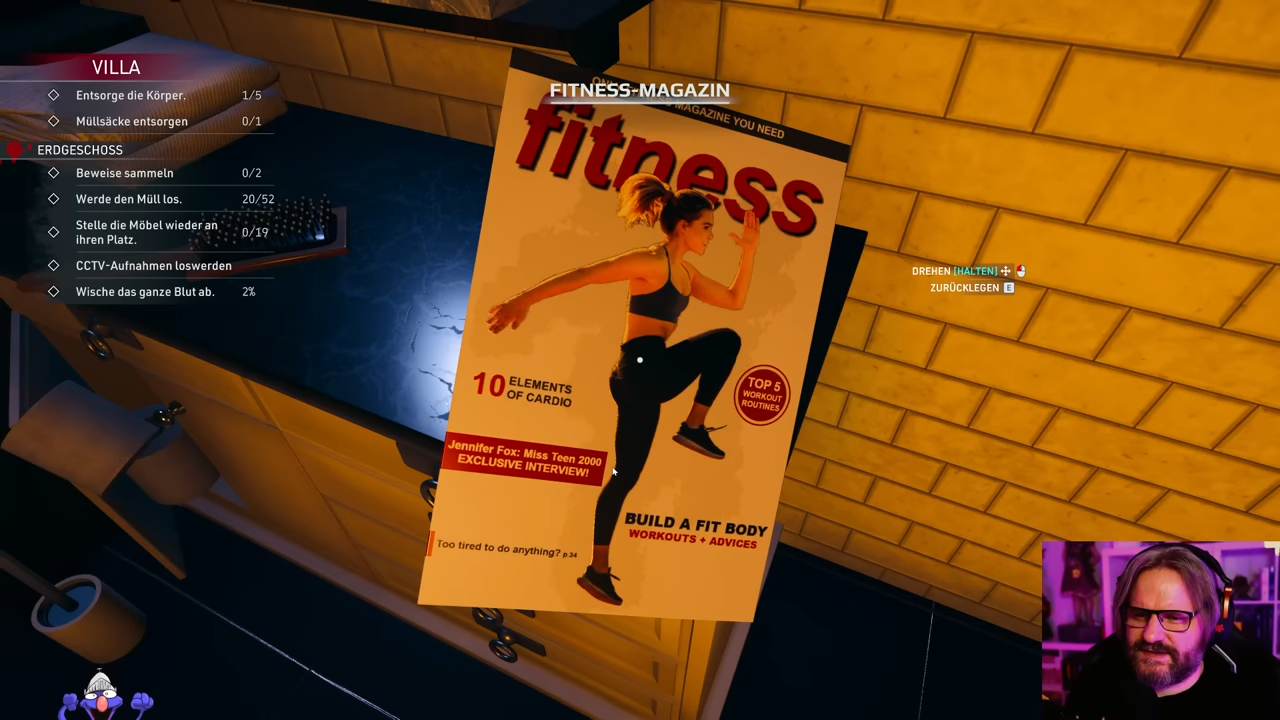 VILLA
Entsorge die Körper. 1/5
Müllsäcke entsorgen 0/1
ERDGESCHOSS
Beweise sammeln 0/2
Werde den Müll los. 20/52
Stelle die Möbel wieder an
ihren Platz. 0/19
CCTV-Aufnahmen loswerden
Wische das ganze Blut ab. 2%
FITNESS-MAGAZIN
MAGAZINE YOU NEED
fitness
10 ELEMENTS
OF CARDIO
TOP 5
WORKOUT
ROUTINES
Jennifer Fox: Miss Teen 2000
EXCLUSIVE INTERVIEW!
BUILD A FIT BODY
WORKOUTS + ADVICES
Too tired to do anything? p.34
DREHEN [HALTEN]
ZURÜCKLEGEN E